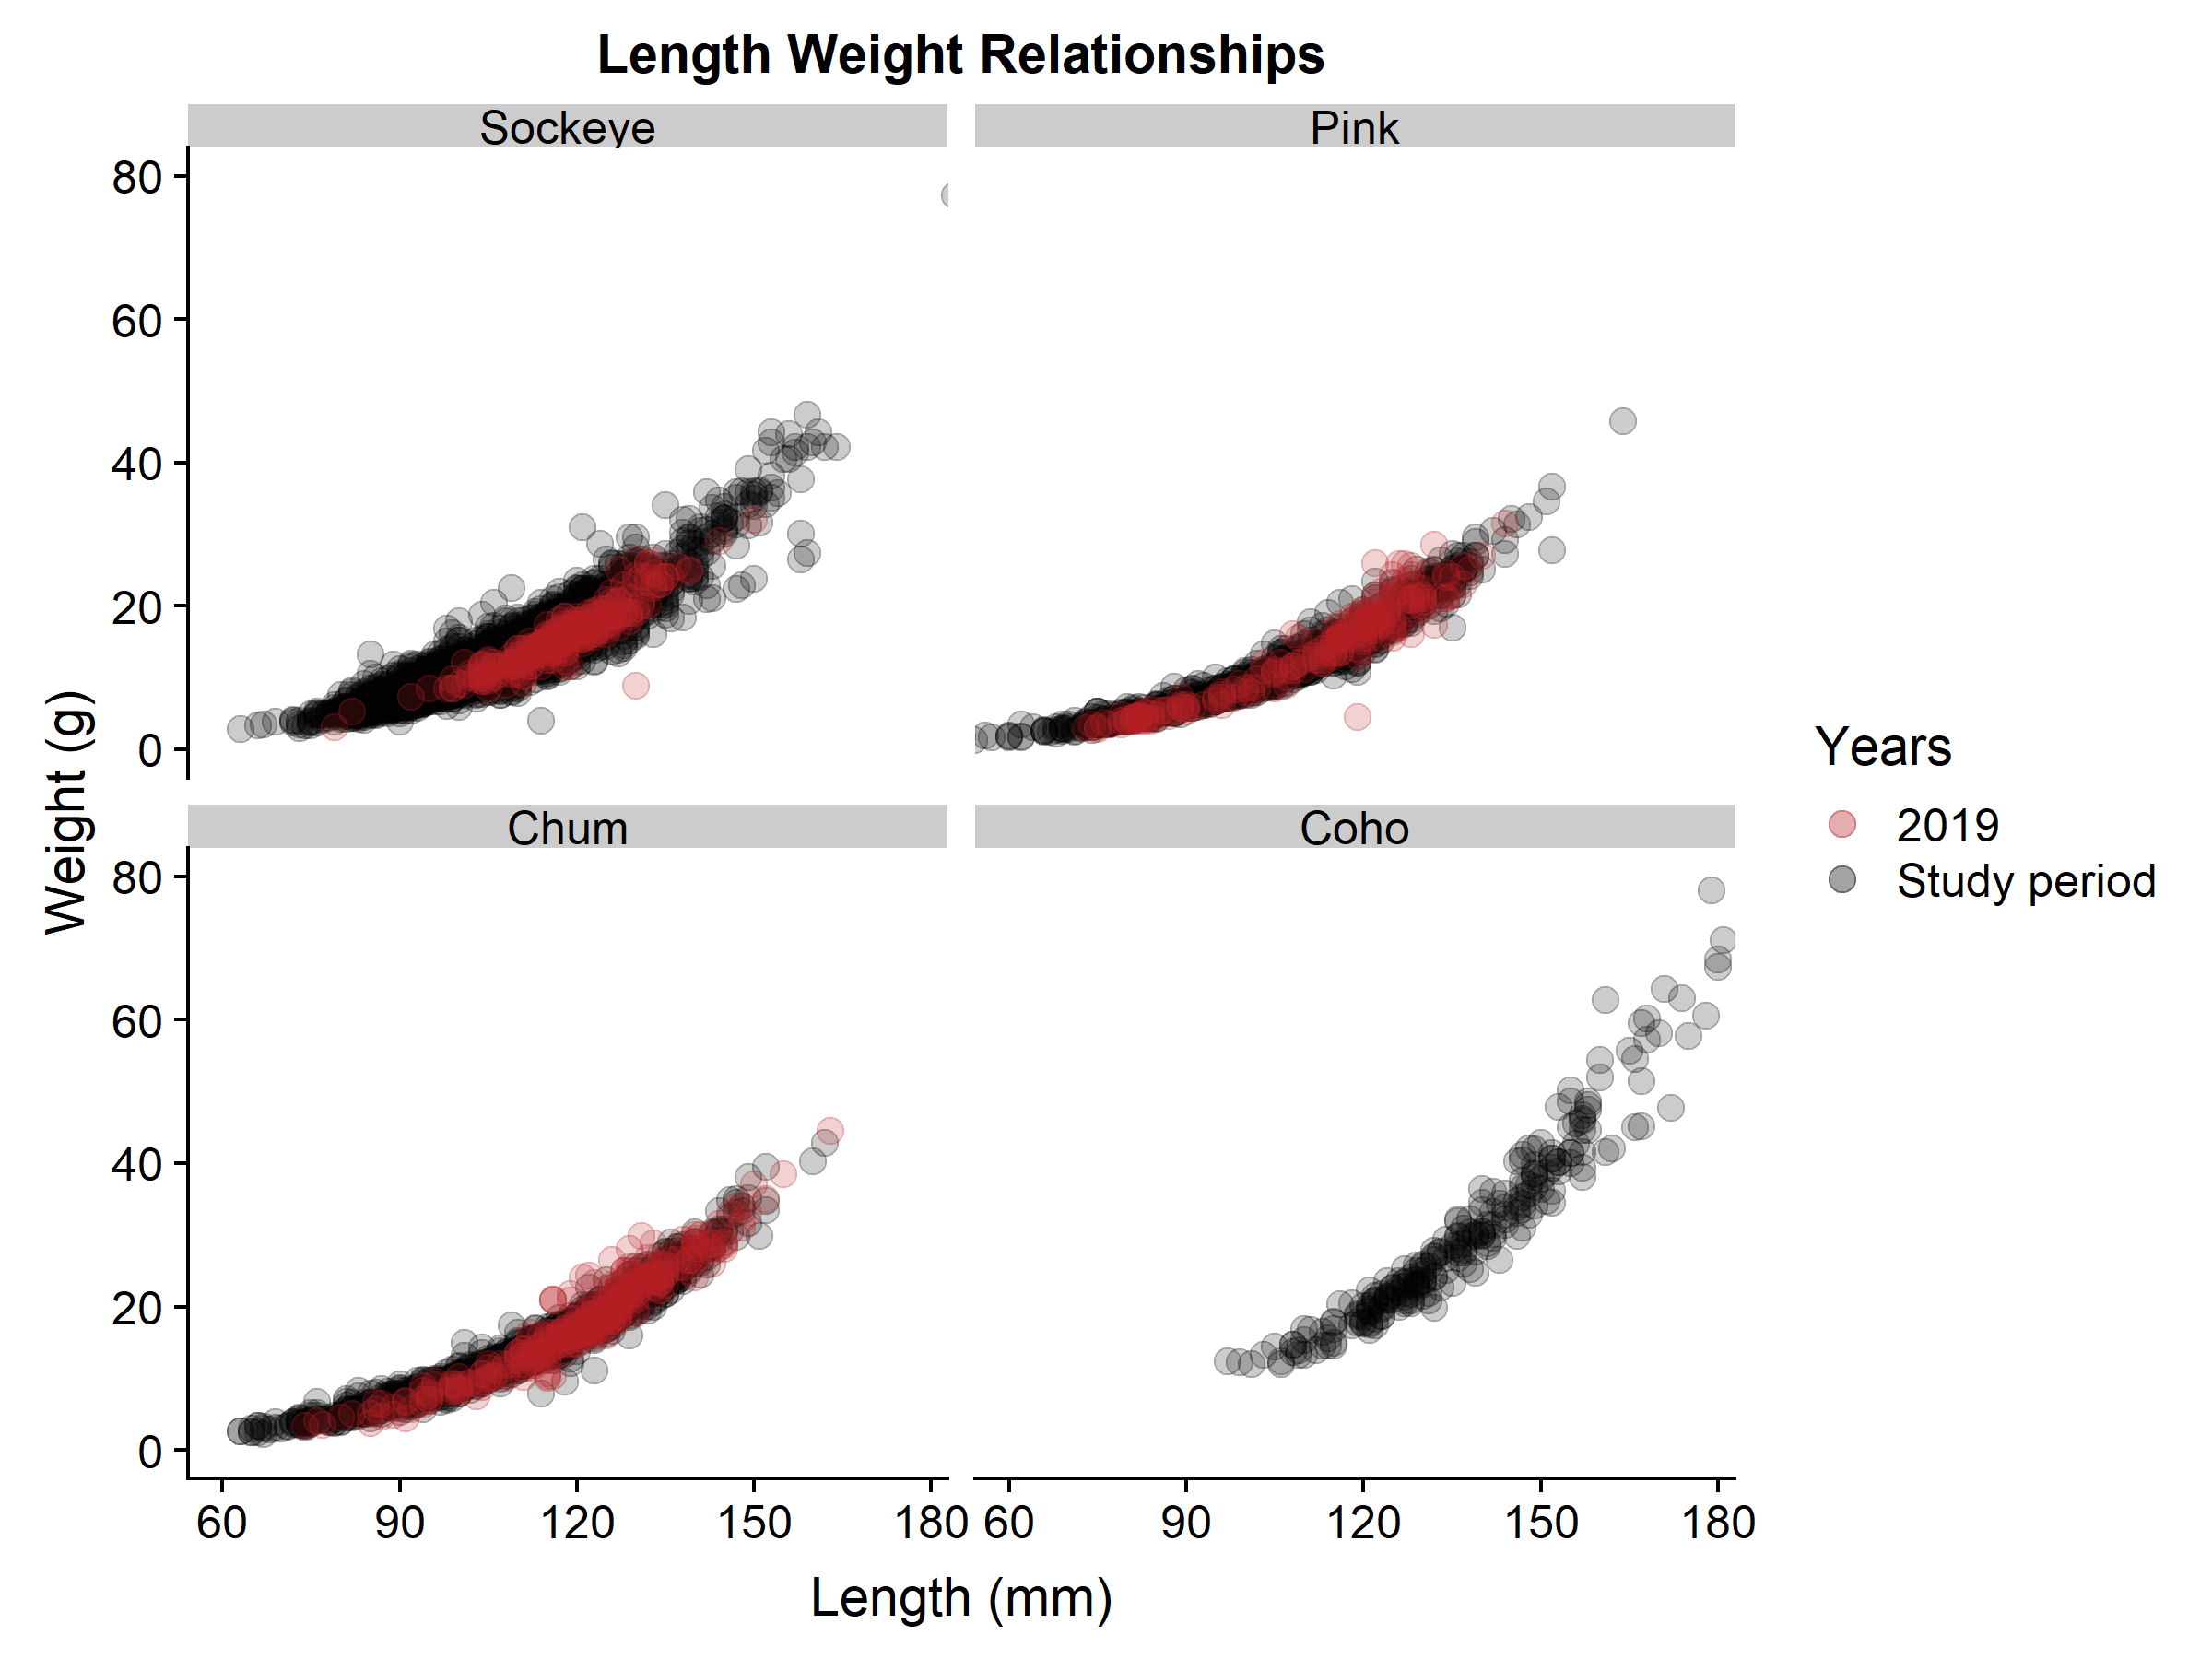 Length Weight Relationships
Sockeye
Pink
80
60
40
20
0
Chum
Coho
80
60
40
20
0
60 90 120 150 180 60 90 120 150 180
Length (mm)
Weight (g)
Years
2019
Study period